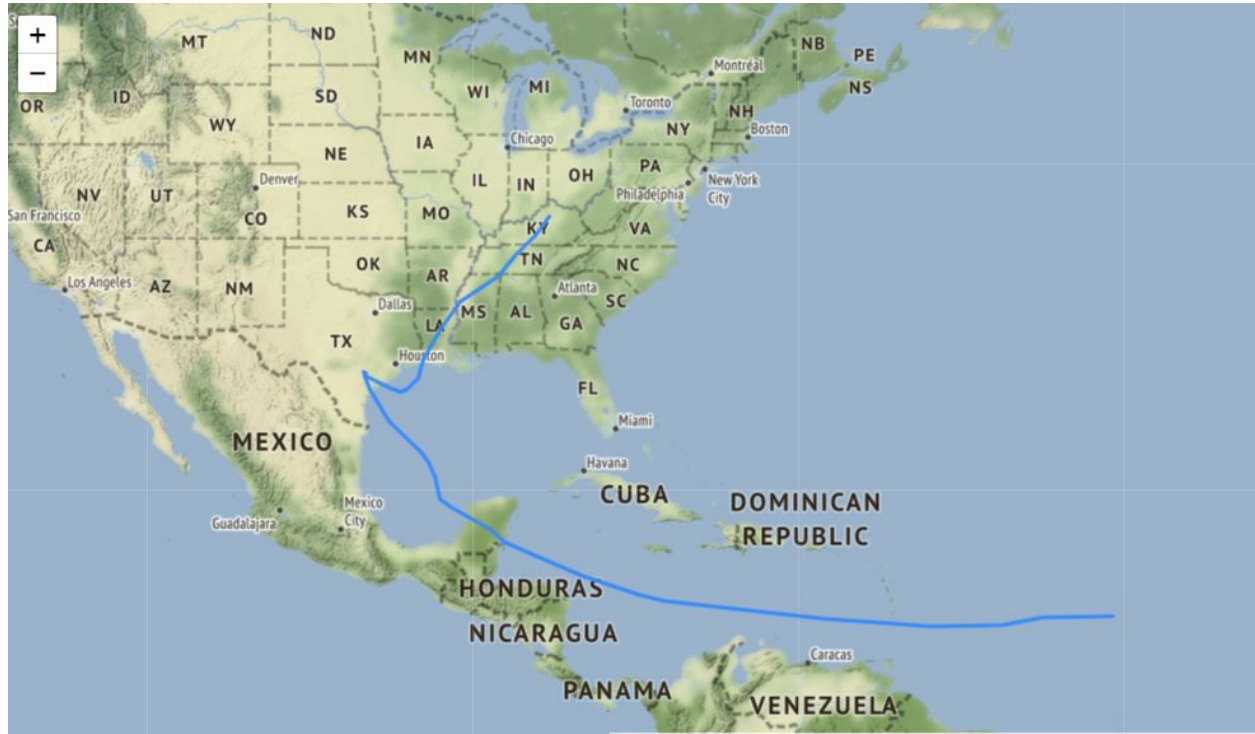 +
−
MT
ND
MN
NB
PE
NS
Montréal
OR
ID
SD
WI
MI
Toronto
NH
Boston
WY
IA
Chicago
NY
NE
PA
Denver
NV
UT
IL
IN
OH
Philadelphia
New York
City
San Francisco
CO
KS
MO
KY
VA
CA
OK
TN
NC
Los Angeles
AZ
NM
AR
Atlanta
SC
Dallas
MS
AL
GA
LA
TX
Houston
FL
Miami
MEXICO
Havana
CUBA
DOMINICAN
REPUBLIC
Mexico
City
Guadalajara
HONDURAS
NICARAGUA
Caracas
PANAMA
VENEZUELA